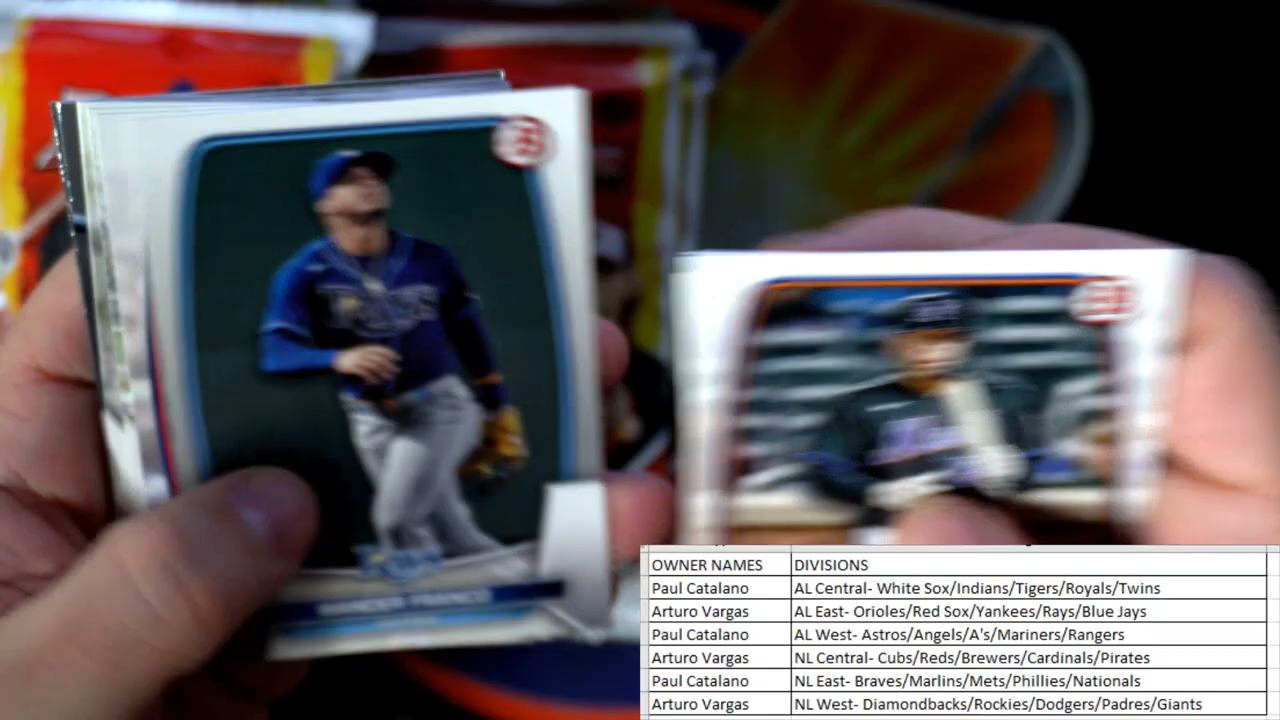 RAYS
WANDER FRANCO
OWNER NAMES DIVISIONS
Paul Catalano AL Central- White Sox/Indians/Tigers/Royals/Twins
Arturo Vargas AL East- Orioles/Red Sox/Yankees/Rays/Blue Jays
Paul Catalano AL West- Astros/Angels/A's/Mariners/Rangers
Arturo Vargas NL Central- Cubs/Reds/Brewers/Cardinals/Pirates
Paul Catalano NL East- Braves/Marlins/Mets/Phillies/Nationals
Arturo Vargas NL West- Diamondbacks/Rockies/Dodgers/Padres/Giants